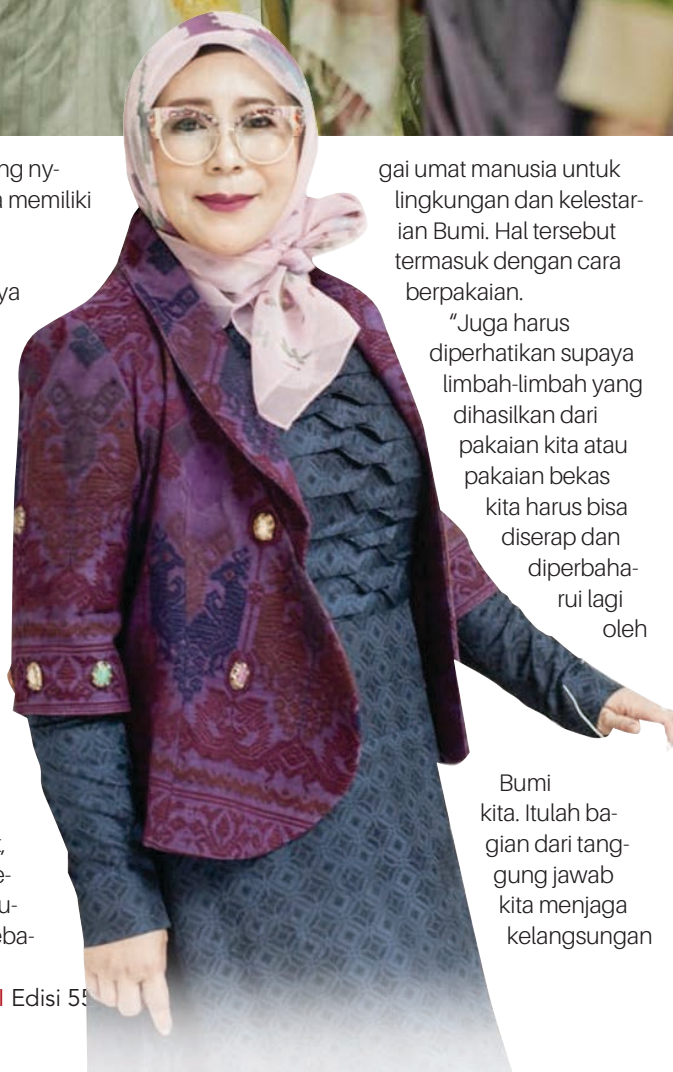 ng ny-
memiliki
ya
e-
u-
eba-
Edisi 55
gai umat manusia untuk
lingkungan dan kelestar-
ian Bumi. Hal tersebut
termasuk dengan cara
berpakaian.
“Juga harus
diperhatikan supaya
limbah-limbah yang
dihasilkan dari
pakaian kita atau
pakaian bekas
kita harus bisa
diserap dan
diperbaha-
rui lagi
oleh
Bumi
kita. Itulah ba-
gian dari tang-
gung jawab
kita menjaga
kelangsungan